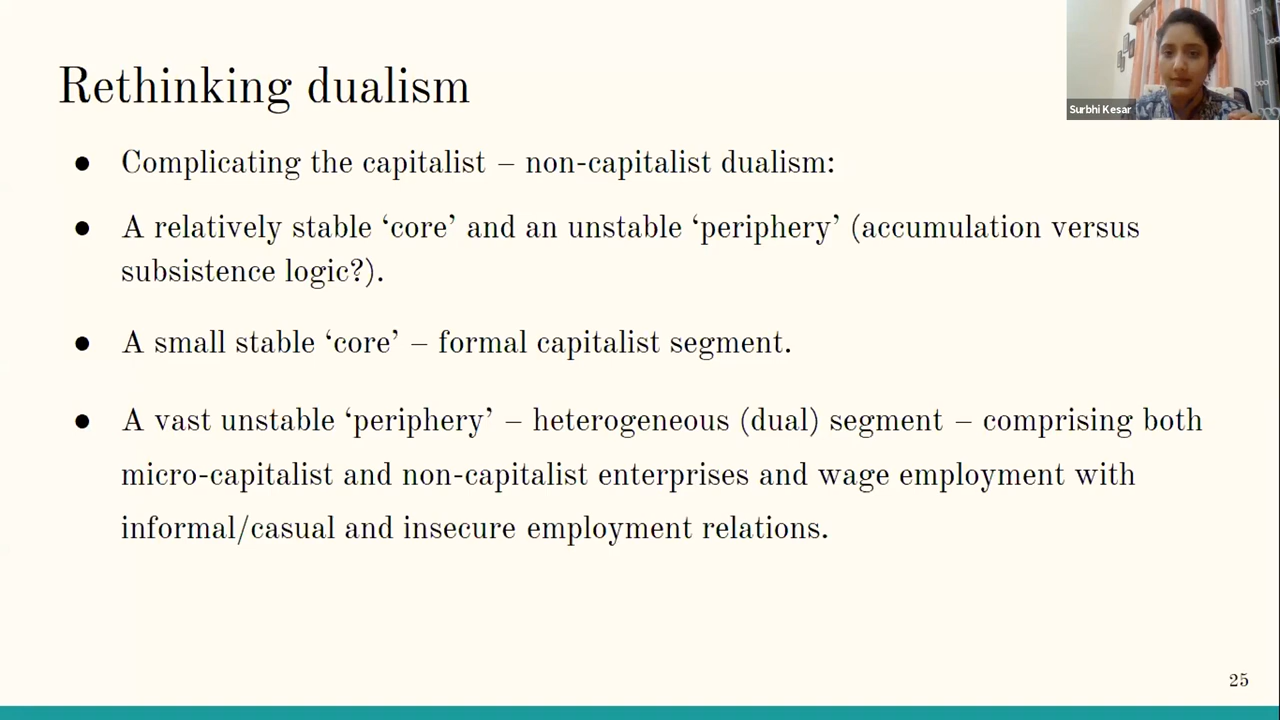 Rethinking dualism
Surbhi Kesar
● Complicating the capitalist – non-capitalist dualism:
● A relatively stable ‘core’ and an unstable ‘periphery’ (accumulation versus
subsistence logic?).
● A small stable ‘core’ – formal capitalist segment.
● A vast unstable ‘periphery’ – heterogeneous (dual) segment – comprising both
micro-capitalist and non-capitalist enterprises and wage employment with
informal/casual and insecure employment relations.
25